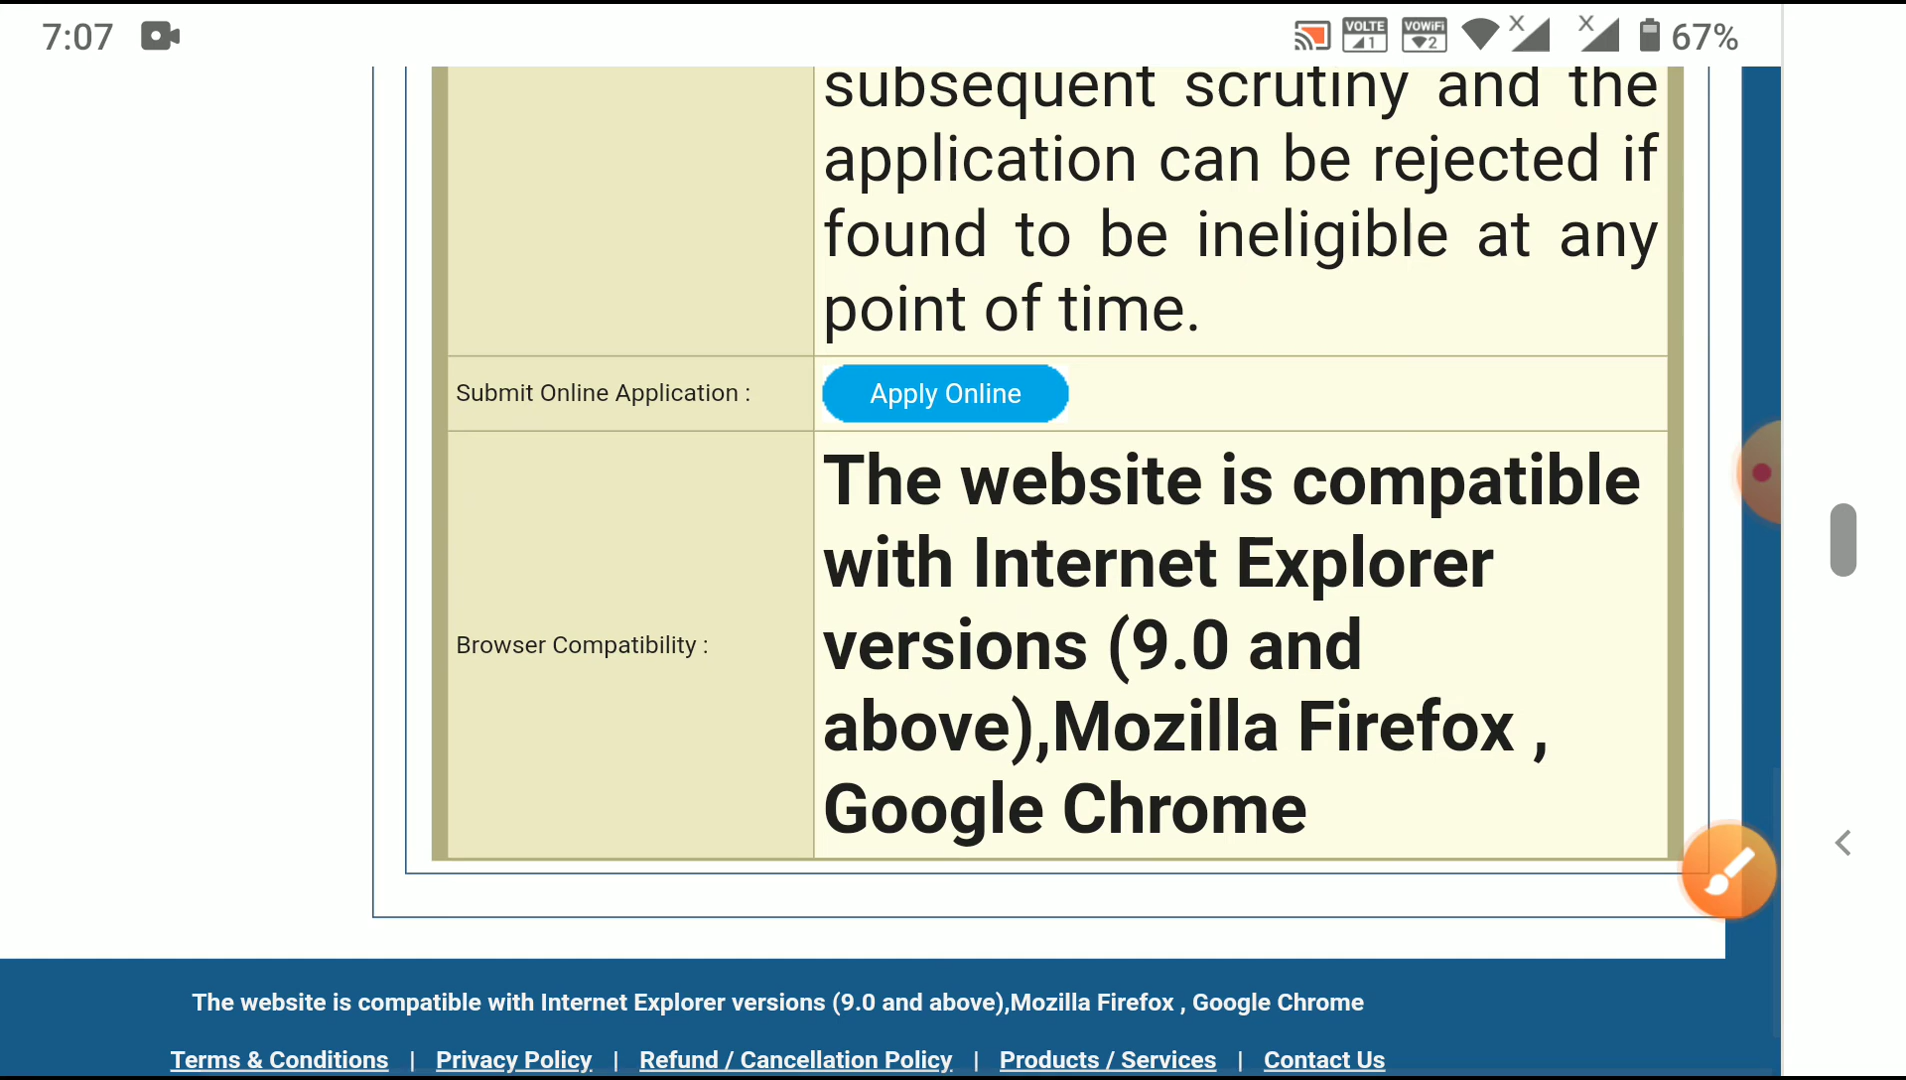 7:07
VOLTE 1 VOWiFi 2 X X 67%
subsequent scrutiny and the
application can be rejected if
found to be ineligible at any
point of time.
Submit Online Application :
Apply Online
Browser Compatibility :
The website is compatible
with Internet Explorer
versions (9.0 and
above),Mozilla Firefox ,
Google Chrome
The website is compatible with Internet Explorer versions (9.0 and above),Mozilla Firefox , Google Chrome
Terms & Conditions | Privacy Policy | Refund / Cancellation Policy | Products / Services | Contact Us